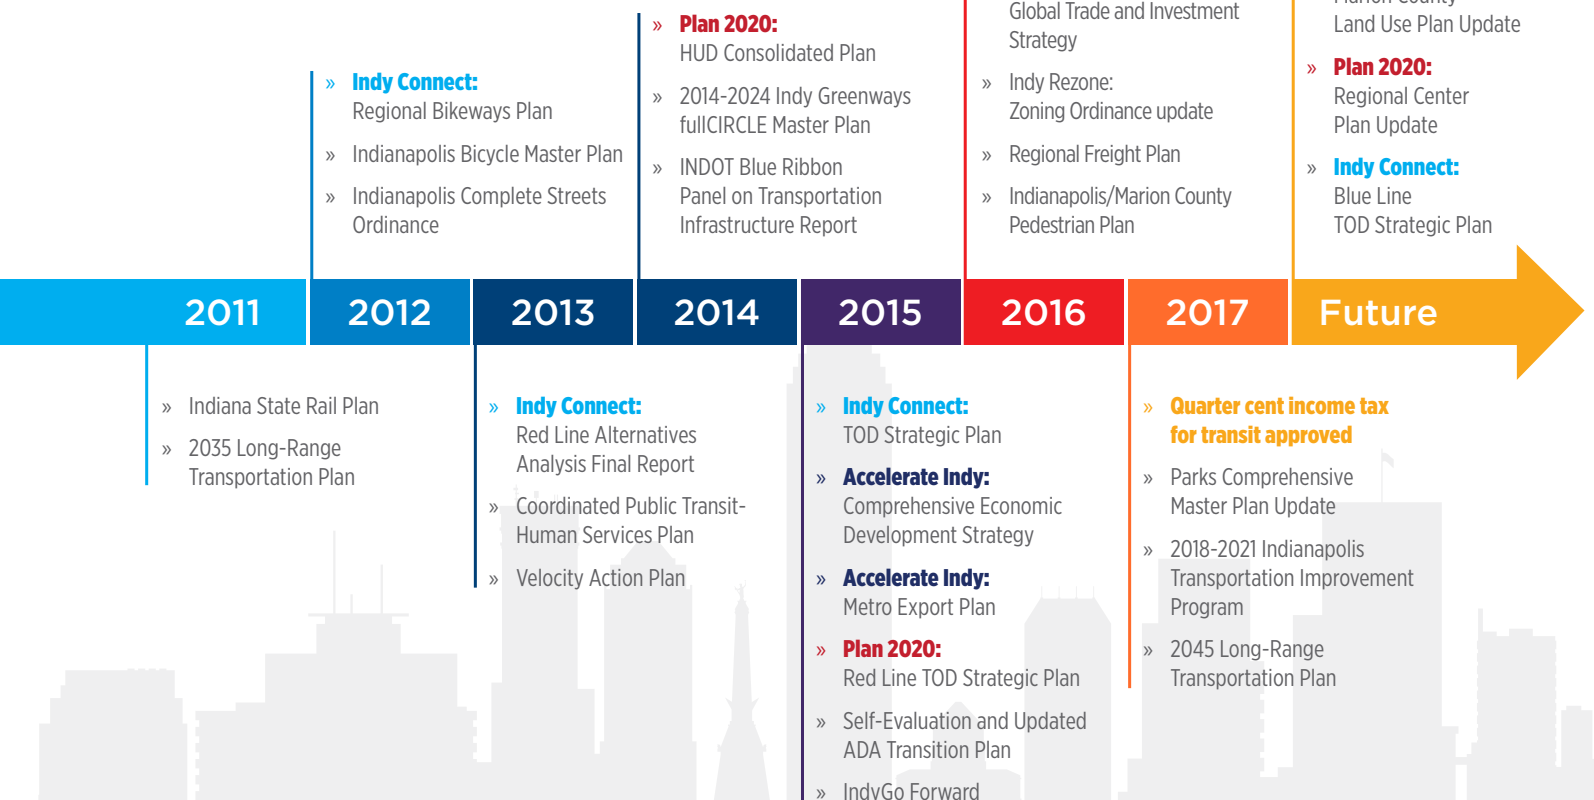 » Indy Connect:
Regional Bikeways Plan
» Indianapolis Bicycle Master Plan
» Indianapolis Complete Streets
Ordinance
» Plan 2020:
HUD Consolidated Plan
» 2014-2024 Indy Greenways
fullCIRCLE Master Plan
» INDOT Blue Ribbon
Panel on Transportation
Infrastructure Report
Global Trade and Investment
Strategy
» Indy Rezone:
Zoning Ordinance update
» Regional Freight Plan
» Indianapolis/Marion County
Pedestrian Plan
Marion County
Land Use Plan Update
» Plan 2020:
Regional Center
Plan Update
» Indy Connect:
Blue Line
TOD Strategic Plan
2011
2012
2013
2014
2015
2016
2017
Future
» Indiana State Rail Plan
» 2035 Long-Range
Transportation Plan
» Indy Connect:
Red Line Alternatives
Analysis Final Report
» Coordinated Public Transit-
Human Services Plan
» Velocity Action Plan
» Indy Connect:
TOD Strategic Plan
» Accelerate Indy:
Comprehensive Economic
Development Strategy
» Accelerate Indy:
Metro Export Plan
» Plan 2020:
Red Line TOD Strategic Plan
» Self-Evaluation and Updated
ADA Transition Plan
» IndyGo Forward
» Quarter cent income tax
for transit approved
» Parks Comprehensive
Master Plan Update
» 2018-2021 Indianapolis
Transportation Improvement
Program
» 2045 Long-Range
Transportation Plan